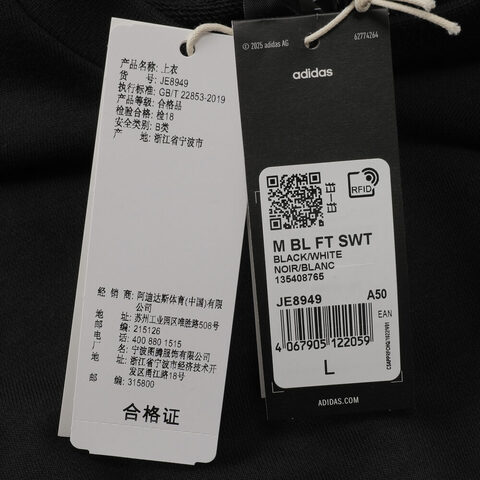 产品名称: 上衣
货 号: JE8949
执行标准: GB/T 22853-2019
产品等级: 合格品
检验合格: 检18
安全类别: B类
产 地: 浙江省宁波市
经 销 商: 阿迪达斯体育(中国)有限
公司
地 址: 苏州工业园区唯胜路508号
邮 编: 215126
电 话: 400 880 1515
厂 名: 宁波图腾服饰有限公司
地 址: 浙江省宁波市经济技术开
发区甬江路18号
邮 编: 315800
合格证
© 2025 adidas AG
62774264
adidas
RFID
M BL FT SWT
BLACK/WHITE
NOIR/BLANC
135408765
JE8949 A50
EAN
4 067905 122059
L
ADIDAS.COM